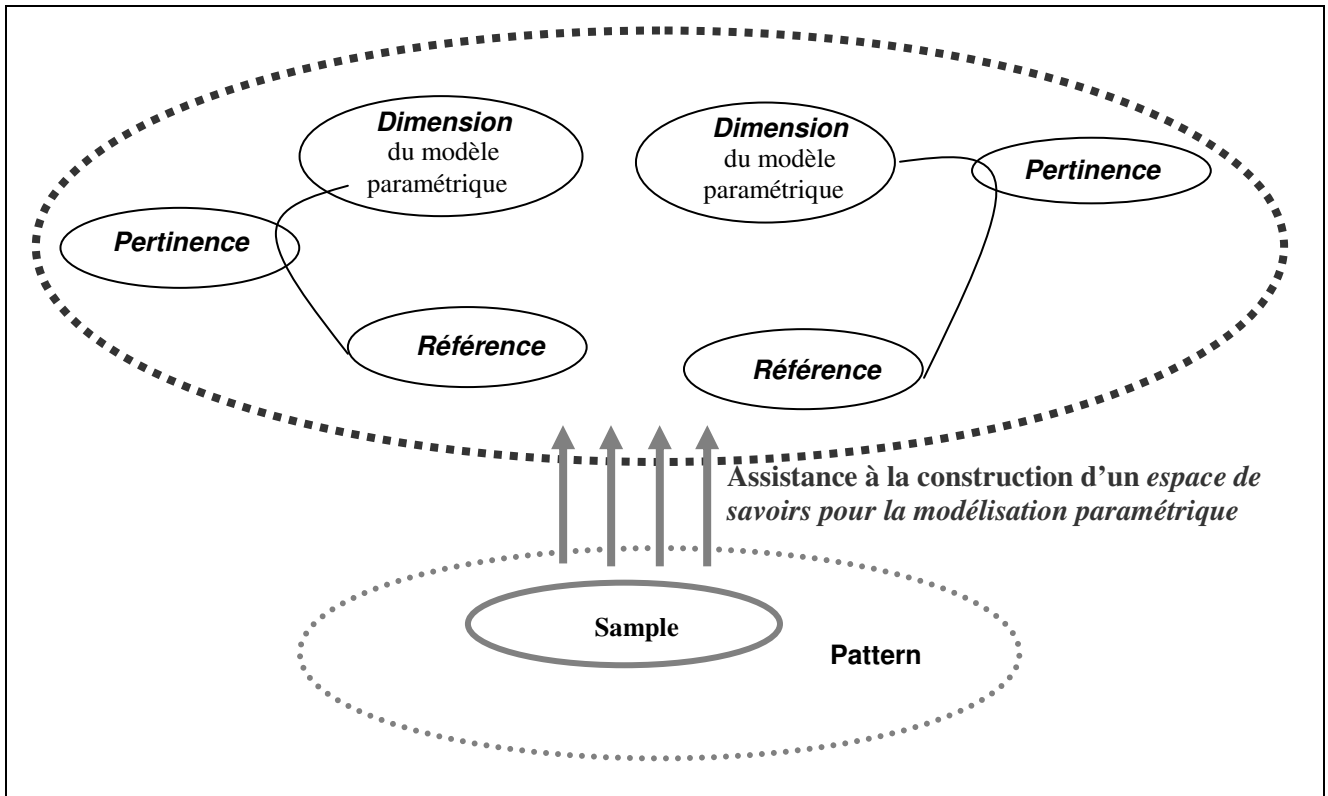 Dimension
du modèle
paramétrique
Dimension
du modèle
paramétrique
Pertinence
Pertinence
Référence
Référence
Assistance à la construction d’un espace de
savoirs pour la modélisation paramétrique
Sample
Pattern